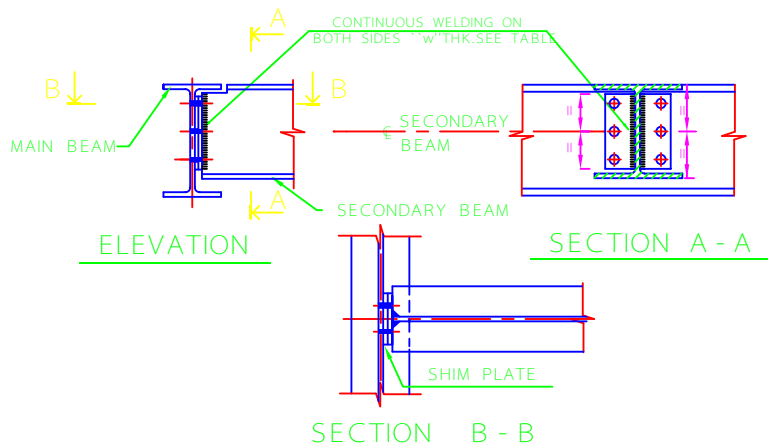 A
CONTINUOUS WELDING ON
BOTH SIDES ``w''THK.SEE TABLE
B
B
MAIN BEAM
℄ SECONDARY
BEAM
=
=
=
=
A
SECONDARY BEAM
ELEVATION
SECTION A-A
SHIM PLATE
SECTION B-B